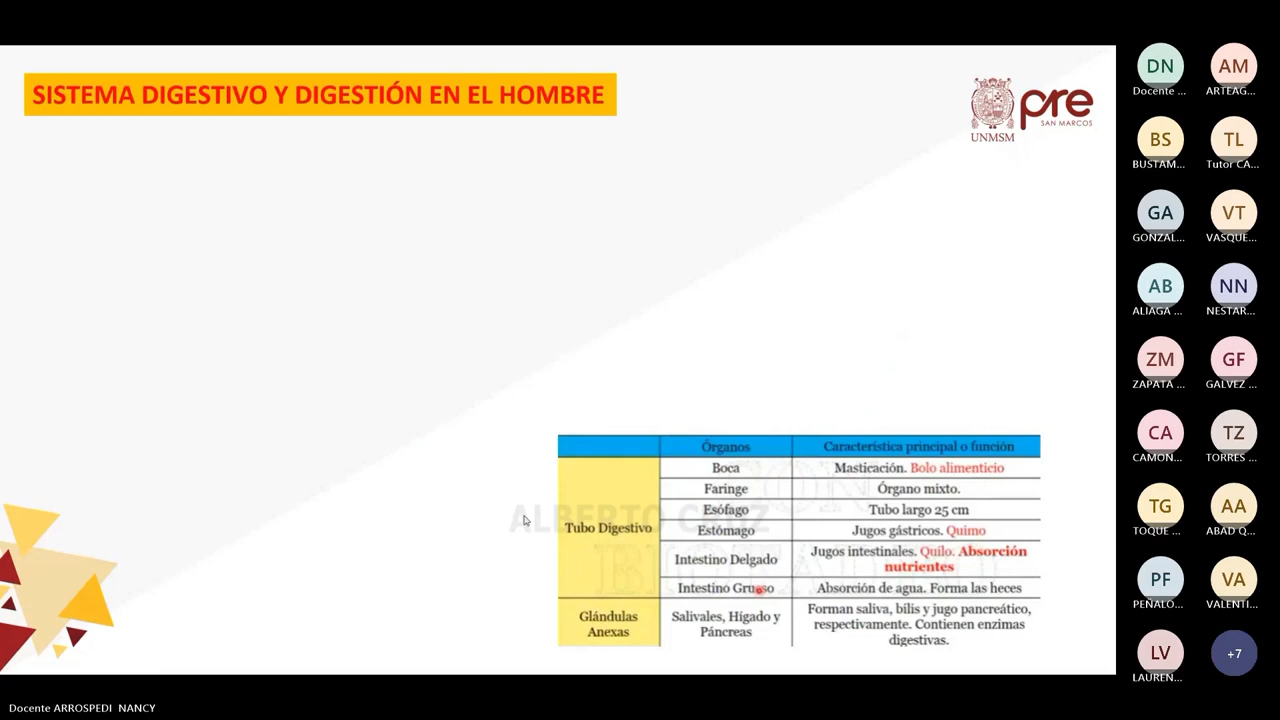 SISTEMA DIGESTIVO Y DIGESTIÓN EN EL HOMBRE
UNMSM
pre
SAN MARCOS
Órganos
Característica principal o función
Tubo Digestivo
Boca
Masticación. Bolo alimenticio
Faringe
Órgano mixto.
Esófago
Tubo largo 25 cm
Estómago
Jugos gástricos. Quimo
Intestino Delgado
Jugos intestinales. Quilo. Absorción
nutrientes
Intestino Grueso
Absorción de agua. Forma las heces
Glándulas
Anexas
Salivales, Hígado y
Páncreas
Forman saliva, bilis y jugo pancreático,
respectivamente. Contienen enzimas
digestivas.
DN
Docente ...
AM
ARTEAG...
BS
BUSTAM...
TL
Tutor CA...
GA
GONZAL...
VT
VASQUE...
AB
ALIAGA ...
NN
NESTAR...
ZM
ZAPATA ...
GF
GALVEZ ...
CA
CAMON...
TZ
TORRES ...
TG
TOQUE ...
AA
ABAD Q...
PF
PEÑALO...
VA
VALENTI...
LV
LAUREN...
+7
Docente ARROSPEDI NANCY